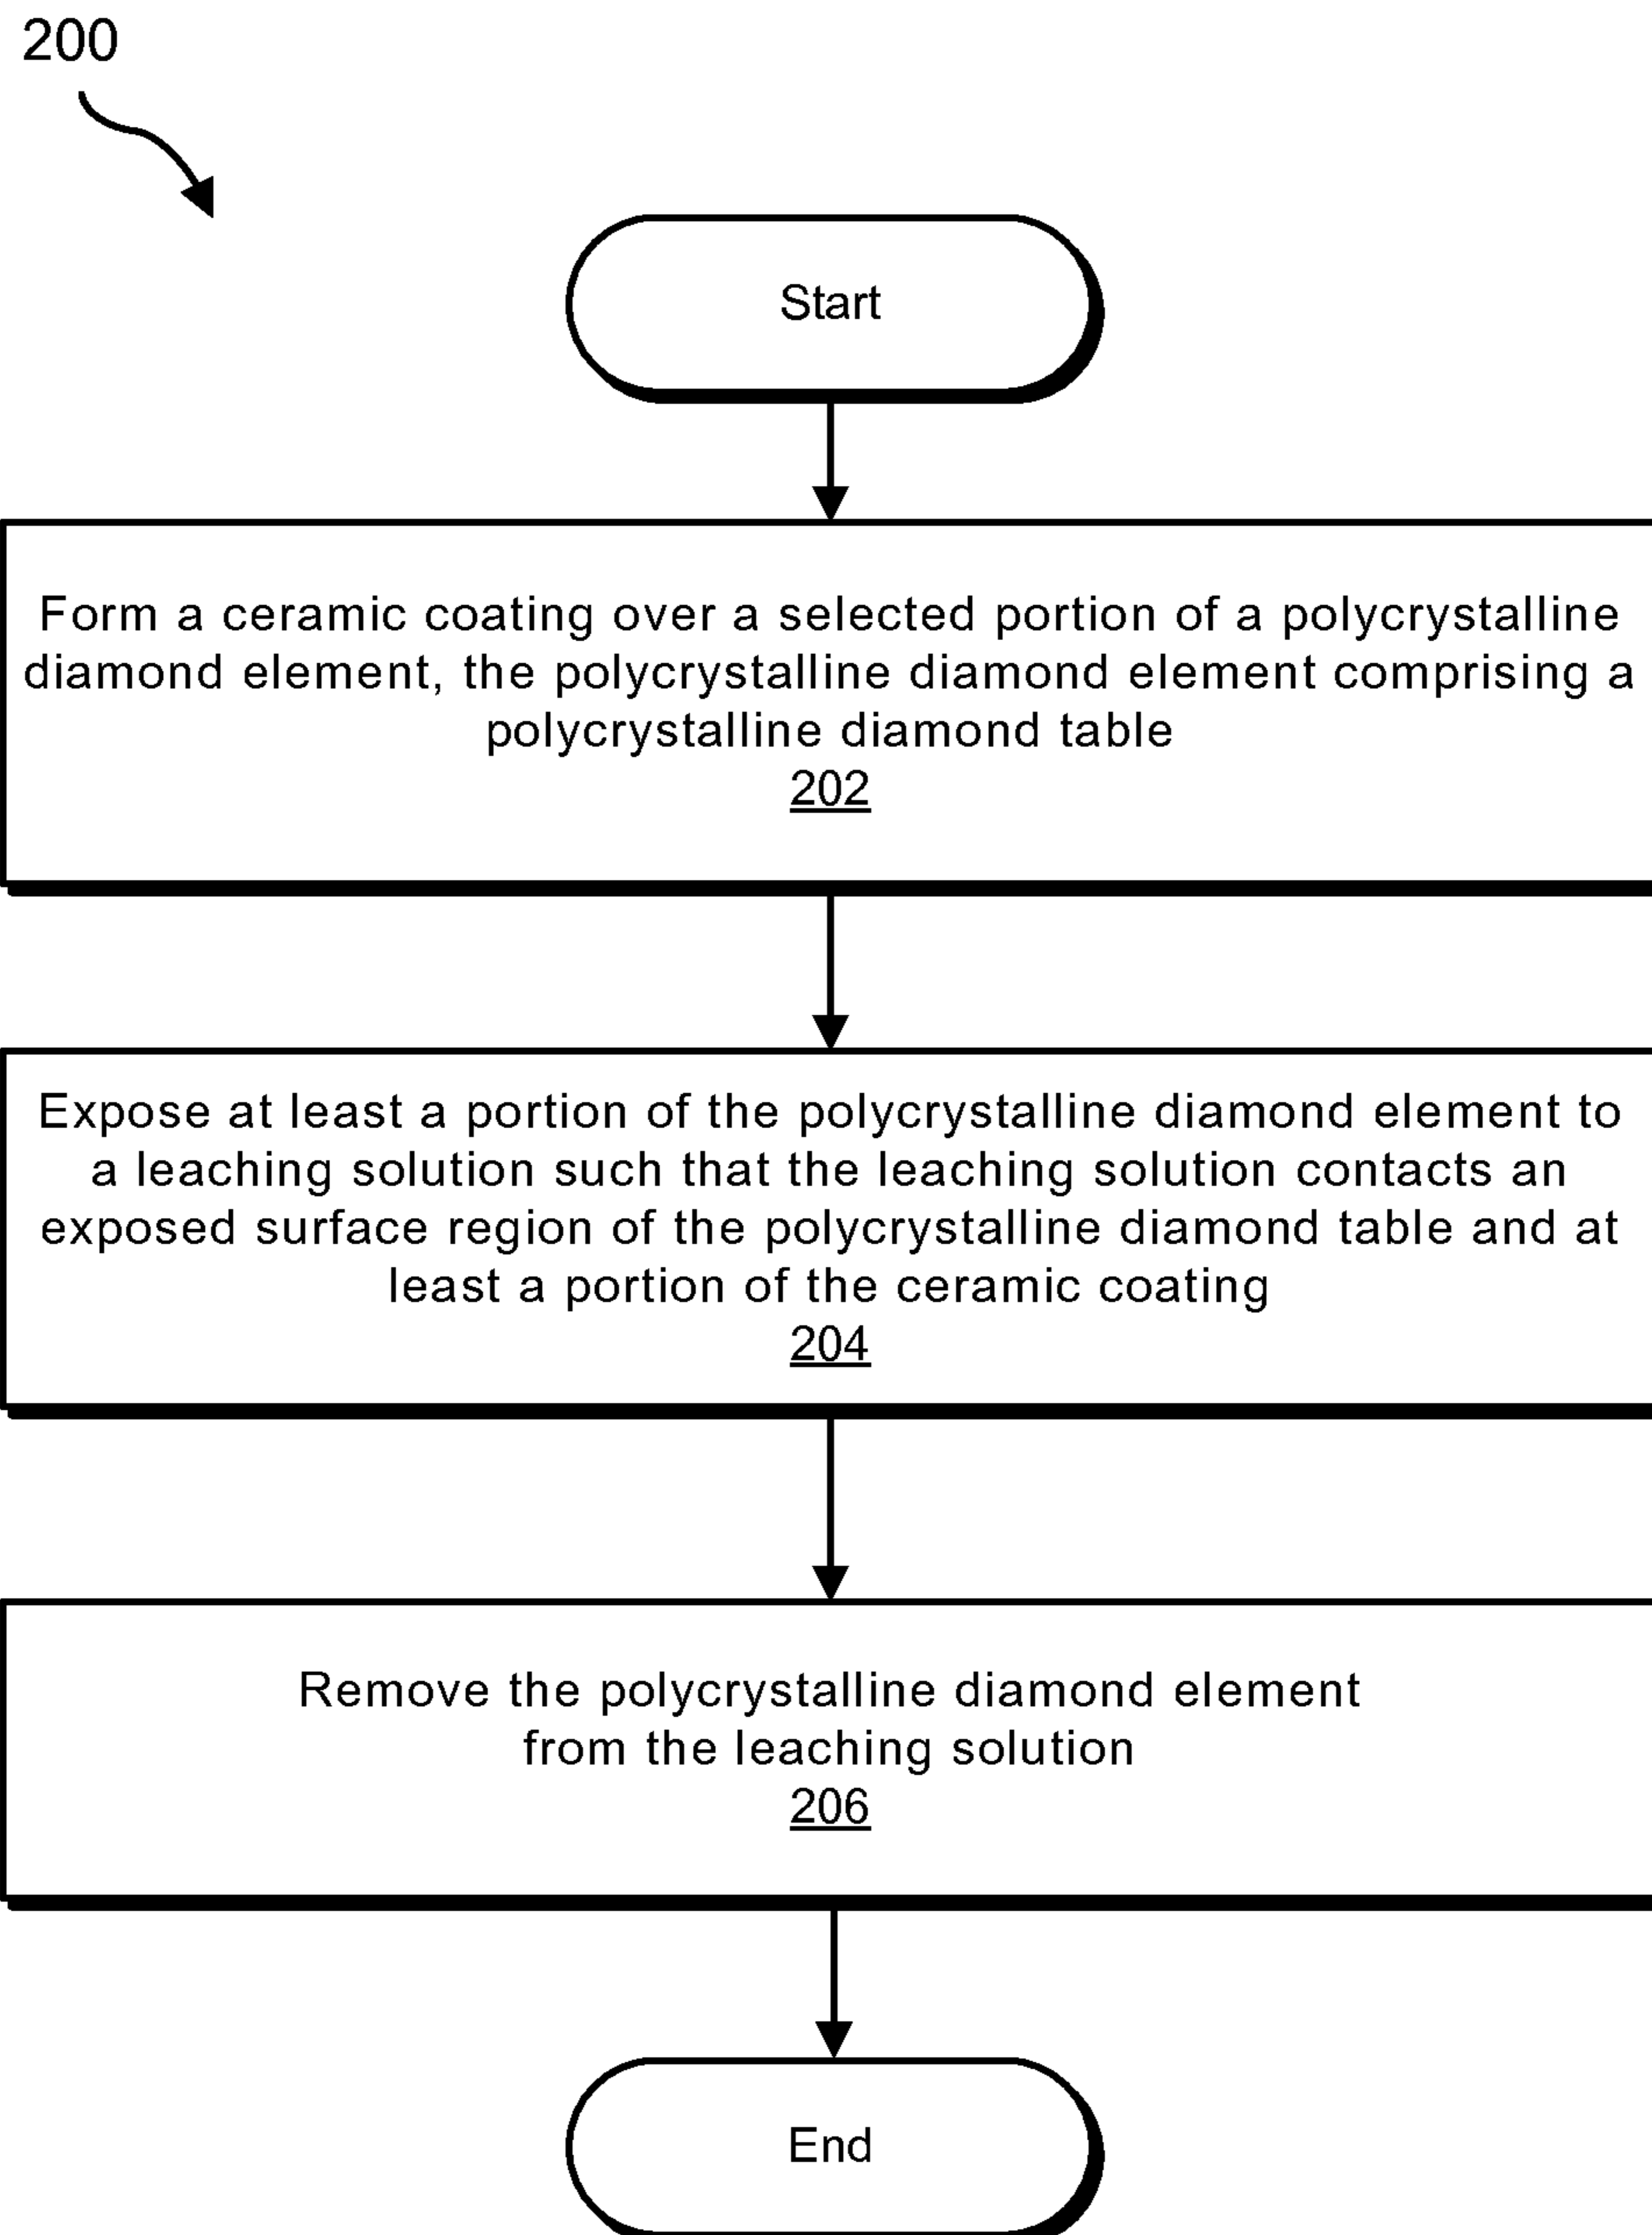 200
Start
Form a ceramic coating over a selected portion of a polycrystalline
diamond element, the polycrystalline diamond element comprising a
polycrystalline diamond table
202
Expose at least a portion of the polycrystalline diamond element to
a leaching solution such that the leaching solution contacts an
exposed surface region of the polycrystalline diamond table and at
least a portion of the ceramic coating
204
Remove the polycrystalline diamond element
from the leaching solution
206
End